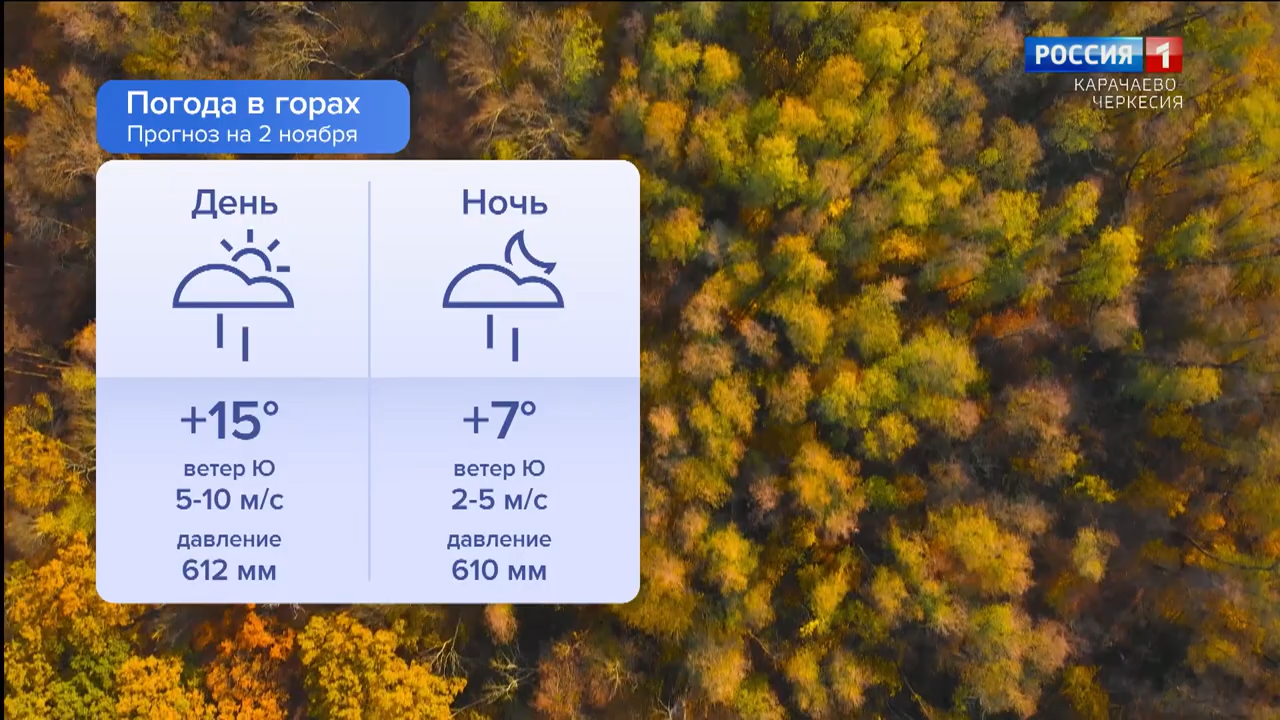 РОССИЯ 1
КАРАЧАЕВО-
ЧЕРКЕСИЯ
Погода в горах
Прогноз на 2 ноября
День
+15°
ветер Ю
5-10 м/с
давление
612 мм
Ночь
+7°
ветер Ю
2-5 м/с
давление
610 мм